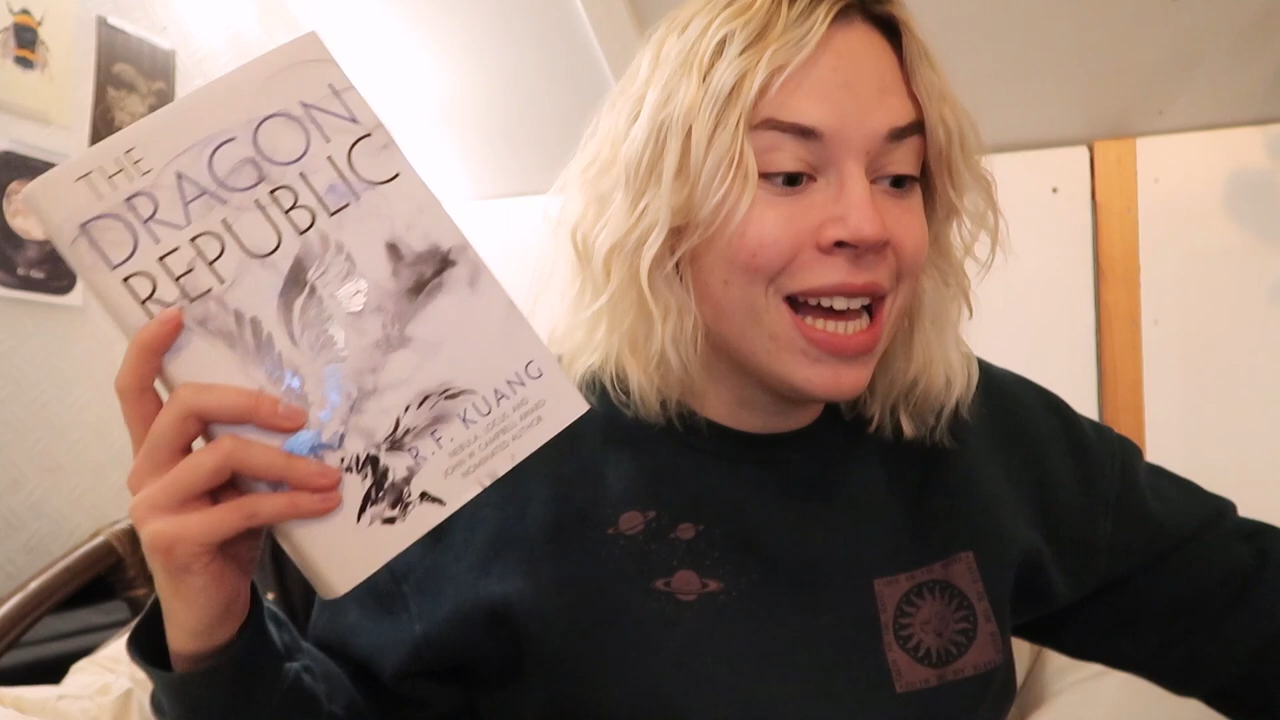 THE
DRAGON
REPUBLIC
R.F. KUANG
NEBULA, LOCUS, AND
JOHN W. CAMPBELL AWARD
NOMINATED AUTHOR